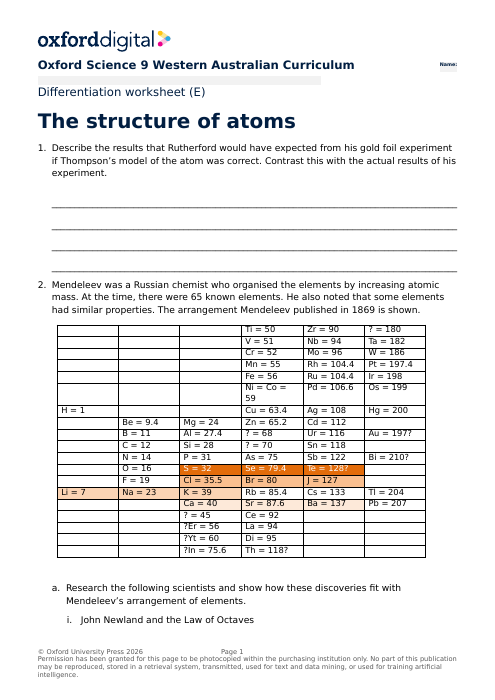 oxforddigital
Oxford Science 9 Western Australian Curriculum
Name:
Differentiation worksheet (E)
The structure of atoms
1. Describe the results that Rutherford would have expected from his gold foil experiment
if Thompson's model of the atom was correct. Contrast this with the actual results of his
experiment.
2. Mendeleev was a Russian chemist who organised the elements by increasing atomic
mass. At the time, there were 65 known elements. He also noted that some elements
had similar properties. The arrangement Mendeleev published in 1869 is shown.
Ti = 50 Zr = 90 ? = 180
V = 51 Nb = 94 Ta = 182
Cr = 52 Mo = 96 W = 186
Mn = 55 Rh = 104.4 Pt = 197.4
Fe = 56 Ru = 104.4 Ir = 198
Ni = Co = Pd = 106.6 Os = 199
59
H = 1 Cu = 63.4 Ag = 108 Hg = 200
Be = 9.4 Mg = 24 Zn = 65.2 Cd = 112
B = 11 Al = 27.4 ? = 68 Ur = 116 Au = 197?
C = 12 Si = 28 ? = 70 Sn = 118
N = 14 P = 31 As = 75 Sb = 122 Bi = 210?
O = 16 S = 32 Se = 79.4 Te = 128?
F = 19 Cl = 35.5 Br = 80 J = 127
Li = 7 Na = 23 K = 39 Rb = 85.4 Cs = 133 Tl = 204
Ca = 40 Sr = 87.6 Ba = 137 Pb = 207
? = 45 Ce = 92
?Er = 56 La = 94
?Yt = 60 Di = 95
?In = 75.6 Th = 118?
a. Research the following scientists and show how these discoveries fit with
Mendeleev's arrangement of elements.
i. John Newland and the Law of Octaves
© Oxford University Press 2026 Page 1
Permission has been granted for this page to be photocopied within the purchasing institution only. No part of this publication
may be reproduced, stored in a retrieval system, transmitted, used for text and data mining, or used for training artificial
intelligence.